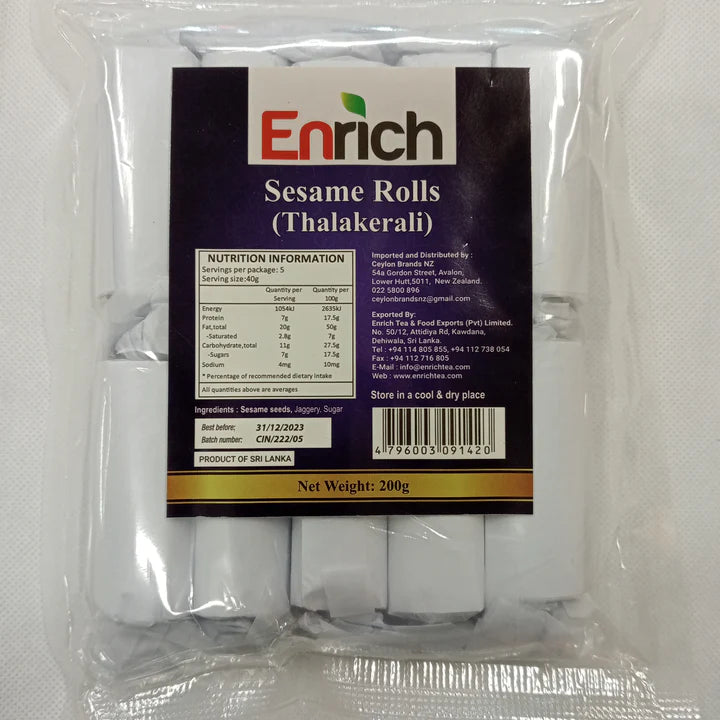 Enrich
Sesame Rolls
(Thalakerali)
NUTRITION INFORMATION
Servings per package: 5
Serving size:40g
Quantity per Serving Quantity per 100g
Energy 1054kJ 2635kJ
Protein 7g 17.5g
Fat,total 20g 50g
-Saturated 2.8g 7g
Carbohydrate,total 11g 27.5g
-Sugars 7g 17.5g
Sodium 4mg 10mg
* Percentage of recommended dietary intake
All quantities above are averages
Ingredients : Sesame seeds, Jaggery, Sugar
Best before; 31/12/2023
Batch number: CIN/222/05
PRODUCT OF SRI LANKA
Imported and Distributed by :
Ceylon Brands NZ
54a Gordon Street, Avalon,
Lower Hutt,5011, New Zealand.
022 5800 896
ceylonbrandsnz@gmail.com
Exported By:
Enrich Tea & Food Exports (Pvt) Limited.
No. 50/12, Attidiya Rd, Kawdana,
Dehiwala, Sri Lanka.
Tel : +94 114 805 855, +94 112 738 054
Fax : +94 112 716 805
E-Mail : info@enrichtea.com
Web : www.enrichtea.com
Store in a cool & dry place
4 796003 091420
Net Weight: 200g